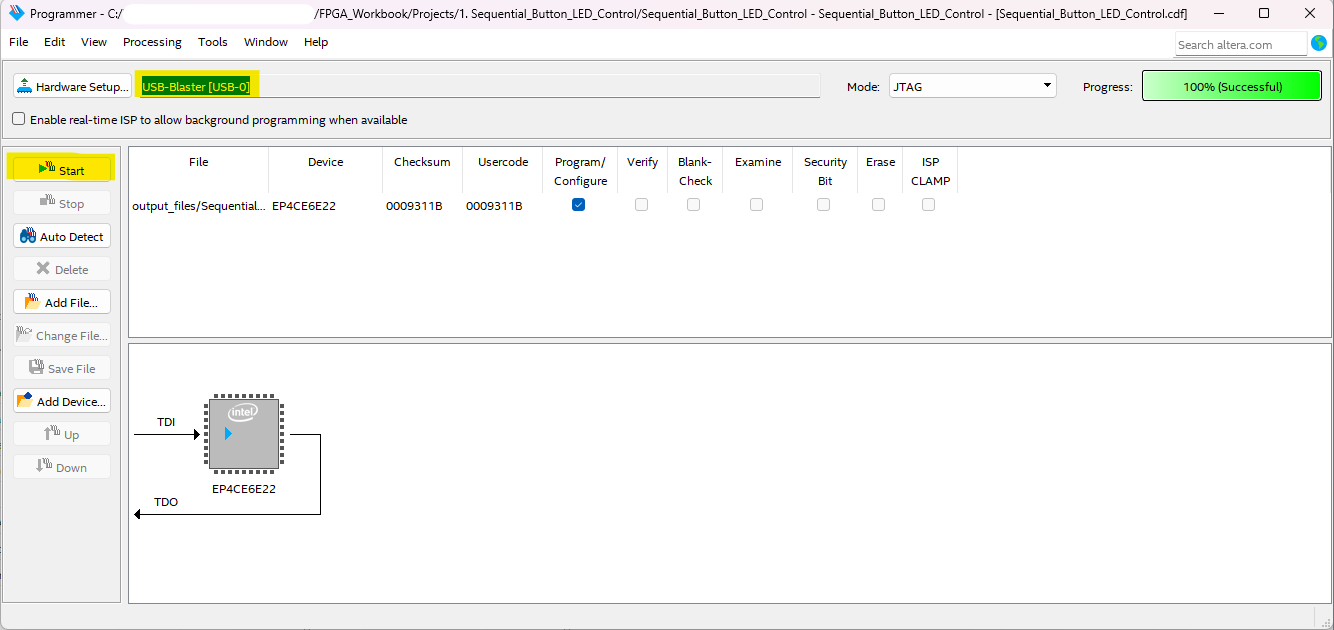 Programmer - C:/ /FPGA_Workbook/Projects/1. Sequential_Button_LED_Control/Sequential_Button_LED_Control - Sequential_Button_LED_Control - [Sequential_Button_LED_Control.cdf]
File Edit View Processing Tools Window Help
Search altera.com
Hardware Setup... USB-Blaster [USB-0] Mode: JTAG Progress: 100% (Successful)
Enable real-time ISP to allow background programming when available
Start
Stop
Auto Detect
Delete
Add File...
Change File...
Save File
Add Device...
Up
Down
File Device Checksum Usercode Program/ Verify Blank- Examine Security Erase ISP
Configure Check Bit CLAMP
output_files/Sequential... EP4CE6E22 0009311B 0009311B
intel
TDI
EP4CE6E22
TDO